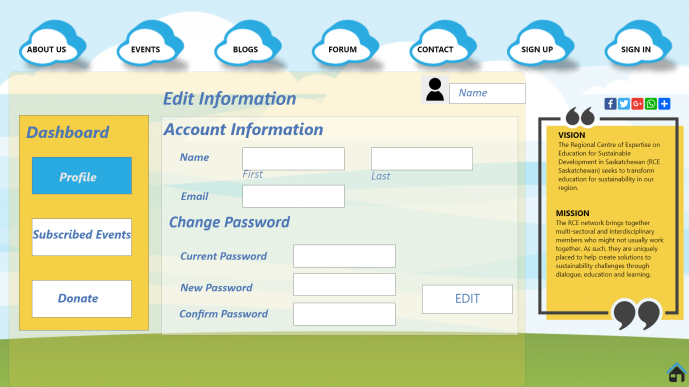 ABOUT US
EVENTS
BLOGS
FORUM
CONTACT
SIGN UP
SIGN IN
Name
Edit Information
Dashboard
Profile
Subscribed Events
Donate
Account Information
Name
First
Last
Email
Change Password
Current Password
New Password
Confirm Password
EDIT
VISION
The Regional Centre of Expertise on
Education for Sustainable
Development in Saskatchewan (RCE
Saskatchewan) seeks to transform
education for sustainability in our
region.
MISSION
The RCE network brings together
multi-sectoral and interdisciplinary
members who might not usually work
together. As such, they are uniquely
placed to help create solutions to
sustainability challenges through
dialogue, education and learning.